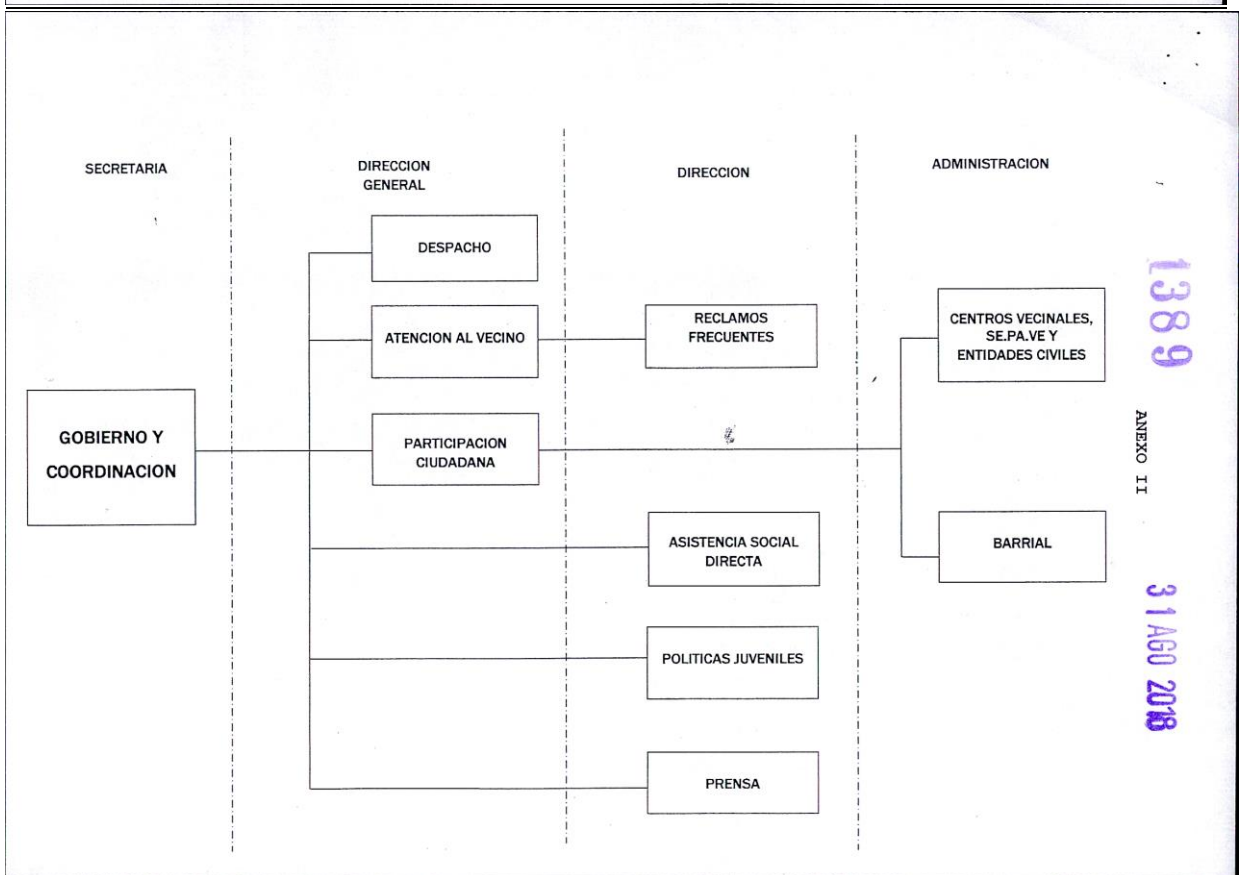 SECRETARIA
DIRECCION
GENERAL
DIRECCION
ADMINISTRACION
DESPACHO
ATENCION AL VECINO
RECLAMOS
FRECUENTES
CENTROS VECINALES,
SE.PA.VE Y
ENTIDADES CIVILES
GOBIERNO Y
COORDINACION
PARTICIPACION
CIUDADANA
ASISTENCIA SOCIAL
DIRECTA
BARRIAL
POLITICAS JUVENILES
PRENSA
1389
ANEXO II
31 AGO 2018